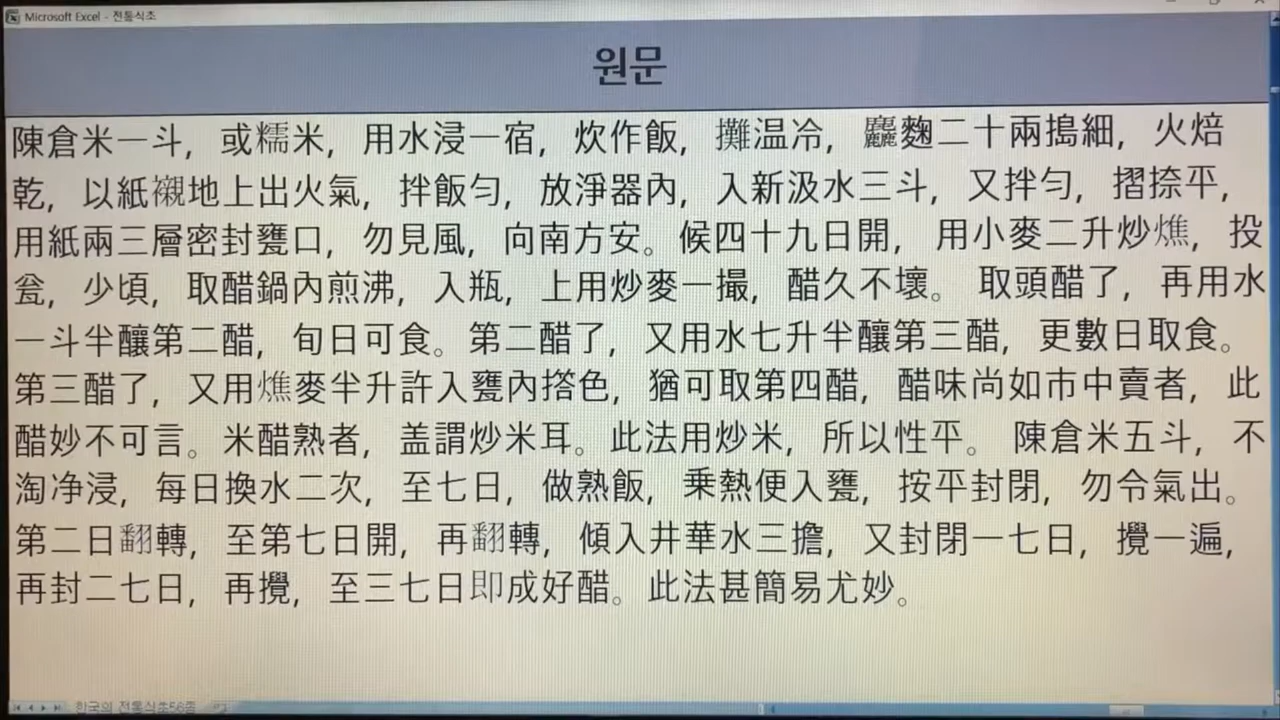 Microsoft Excel - 전통식초
원문
陳倉米一斗, 或糯米, 用水浸一宿, 炊作飯, 攤温冷, 麤麴二十兩搗細, 火焙
乾, 以紙襯地上出火氣, 拌飯匀, 放淨器內, 入新汲水三斗, 又拌匀, 摺捺平,
用紙兩三層密封甕口, 勿見風, 向南方安。候四十九日開, 用小麥二升炒燋, 投
瓮, 少頃, 取醋鍋內煎沸, 入瓶, 上用炒麥一撮, 醋久不壞。 取頭醋了, 再用水
一斗半釀第二醋, 旬日可食。第二醋了, 又用水七升半釀第三醋, 更數日取食。
第三醋了, 又用燋麥半升許入甕內撘色, 猶可取第四醋, 醋味尚如市中賣者, 此
醋妙不可言。米醋熟者, 盖謂炒米耳。此法用炒米, 所以性平。 陳倉米五斗, 不
淘净浸, 每日換水二次, 至七日, 做熟飯, 乗熱便入甕, 按平封閉, 勿令氣出。
第二日翻轉, 至第七日開, 再翻轉, 傾入井華水三擔, 又封閉一七日, 攪一遍,
再封二七日, 再攪, 至三七日即成好醋。此法甚簡易尤妙。
한국의 전통식초56종